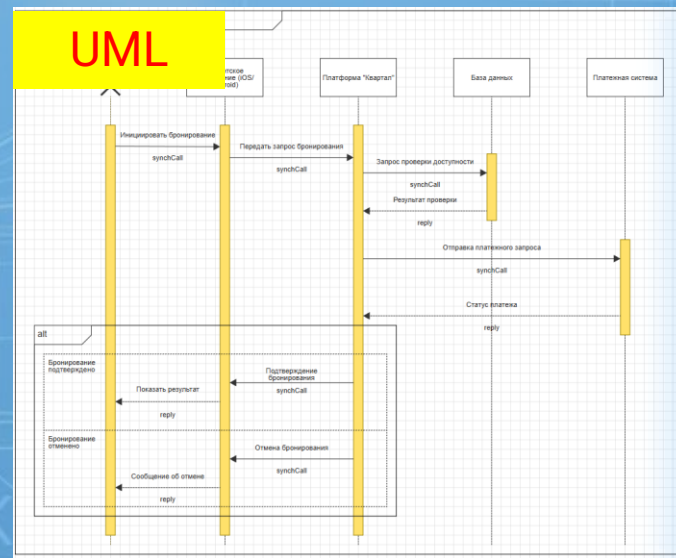 UML
тское
ние (iOS/
roid)
Платформа "Квартал"
База данных
Платежная система
Инициировать бронирование
synchCall
Передать запрос бронирования
synchCall
Запрос проверки доступности
synchCall
Результат проверки
reply
Отправка платежного запроса
synchCall
Статус платежа
reply
alt
Бронирование
подтверждено
Подтверждение
бронирования
synchCall
Показать результат
reply
Бронирование
отменено
Отмена бронирования
synchCall
Сообщение об отмене
reply